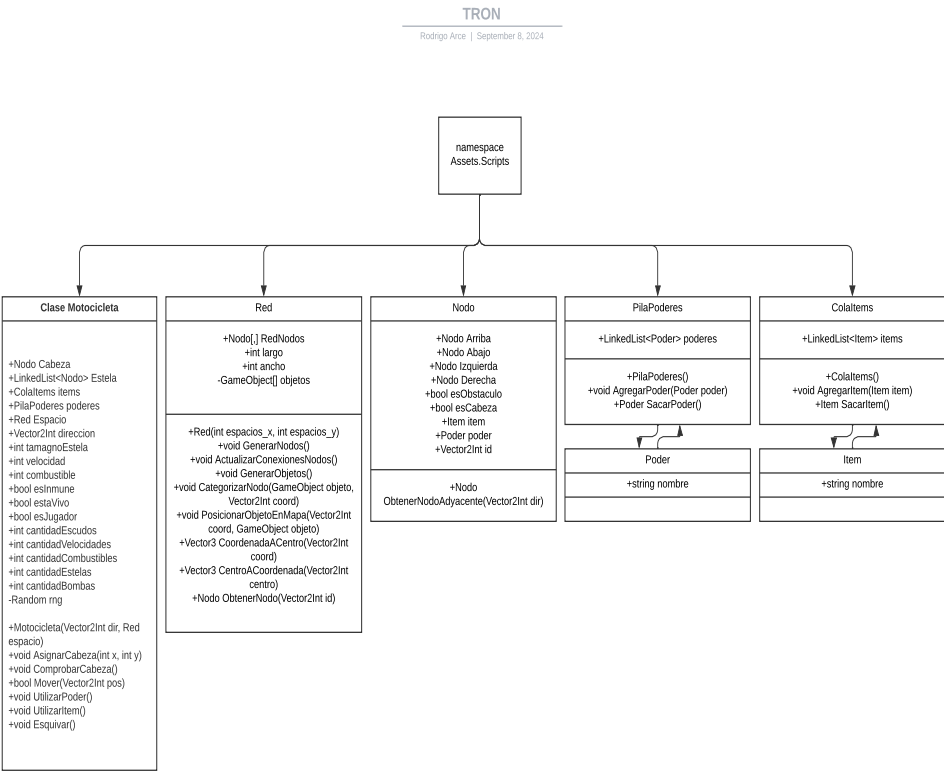 TRON
Rodrigo Arce | September 8, 2024
namespace
Assets.Scripts
Clase Motocicleta
+Nodo Cabeza
+LinkedList<Nodo> Estela
+ColaItems items
+PilaPoderes poderes
+Red Espacio
+Vector2Int direccion
+int tamagnoEstela
+int velocidad
+int combustible
+bool esInmune
+bool estaVivo
+bool esJugador
+int cantidadEscudos
+int cantidadVelocidades
+int cantidadCombustibles
+int cantidadEstelas
+int cantidadBombas
-Random rng
+Motocicleta(Vector2Int dir, Red
espacio)
+void AsignarCabeza(int x, int y)
+void ComprobarCabeza()
+bool Mover(Vector2Int pos)
+void UtilizarPoder()
+void UtilizarItem()
+void Esquivar()
Red
+Nodo[,] RedNodos
+int largo
+int ancho
-GameObject[] objetos
+Red(int espacios_x, int espacios_y)
+void GenerarNodos()
+void ActualizarConexionesNodos()
+void GenerarObjetos()
+void CategorizarNodo(GameObject objeto,
Vector2Int coord)
+void PosicionarObjetoEnMapa(Vector2Int
coord, GameObject objeto)
+Vector3 CoordenadaACentro(Vector2Int
coord)
+Vector3 CentroACoordenada(Vector2Int
centro)
+Nodo ObtenerNodo(Vector2Int id)
Nodo
+Nodo Arriba
+Nodo Abajo
+Nodo Izquierda
+Nodo Derecha
+bool esObstaculo
+bool esCabeza
+Item item
+Poder poder
+Vector2Int id
+Nodo
ObtenerNodoAdyacente(Vector2Int dir)
PilaPoderes
+LinkedList<Poder> poderes
+PilaPoderes()
+void AgregarPoder(Poder poder)
+Poder SacarPoder()
Poder
+string nombre
ColaItems
+LinkedList<Item> items
+ColaItems()
+void AgregarItem(Item item)
+Item SacarItem()
Item
+string nombre